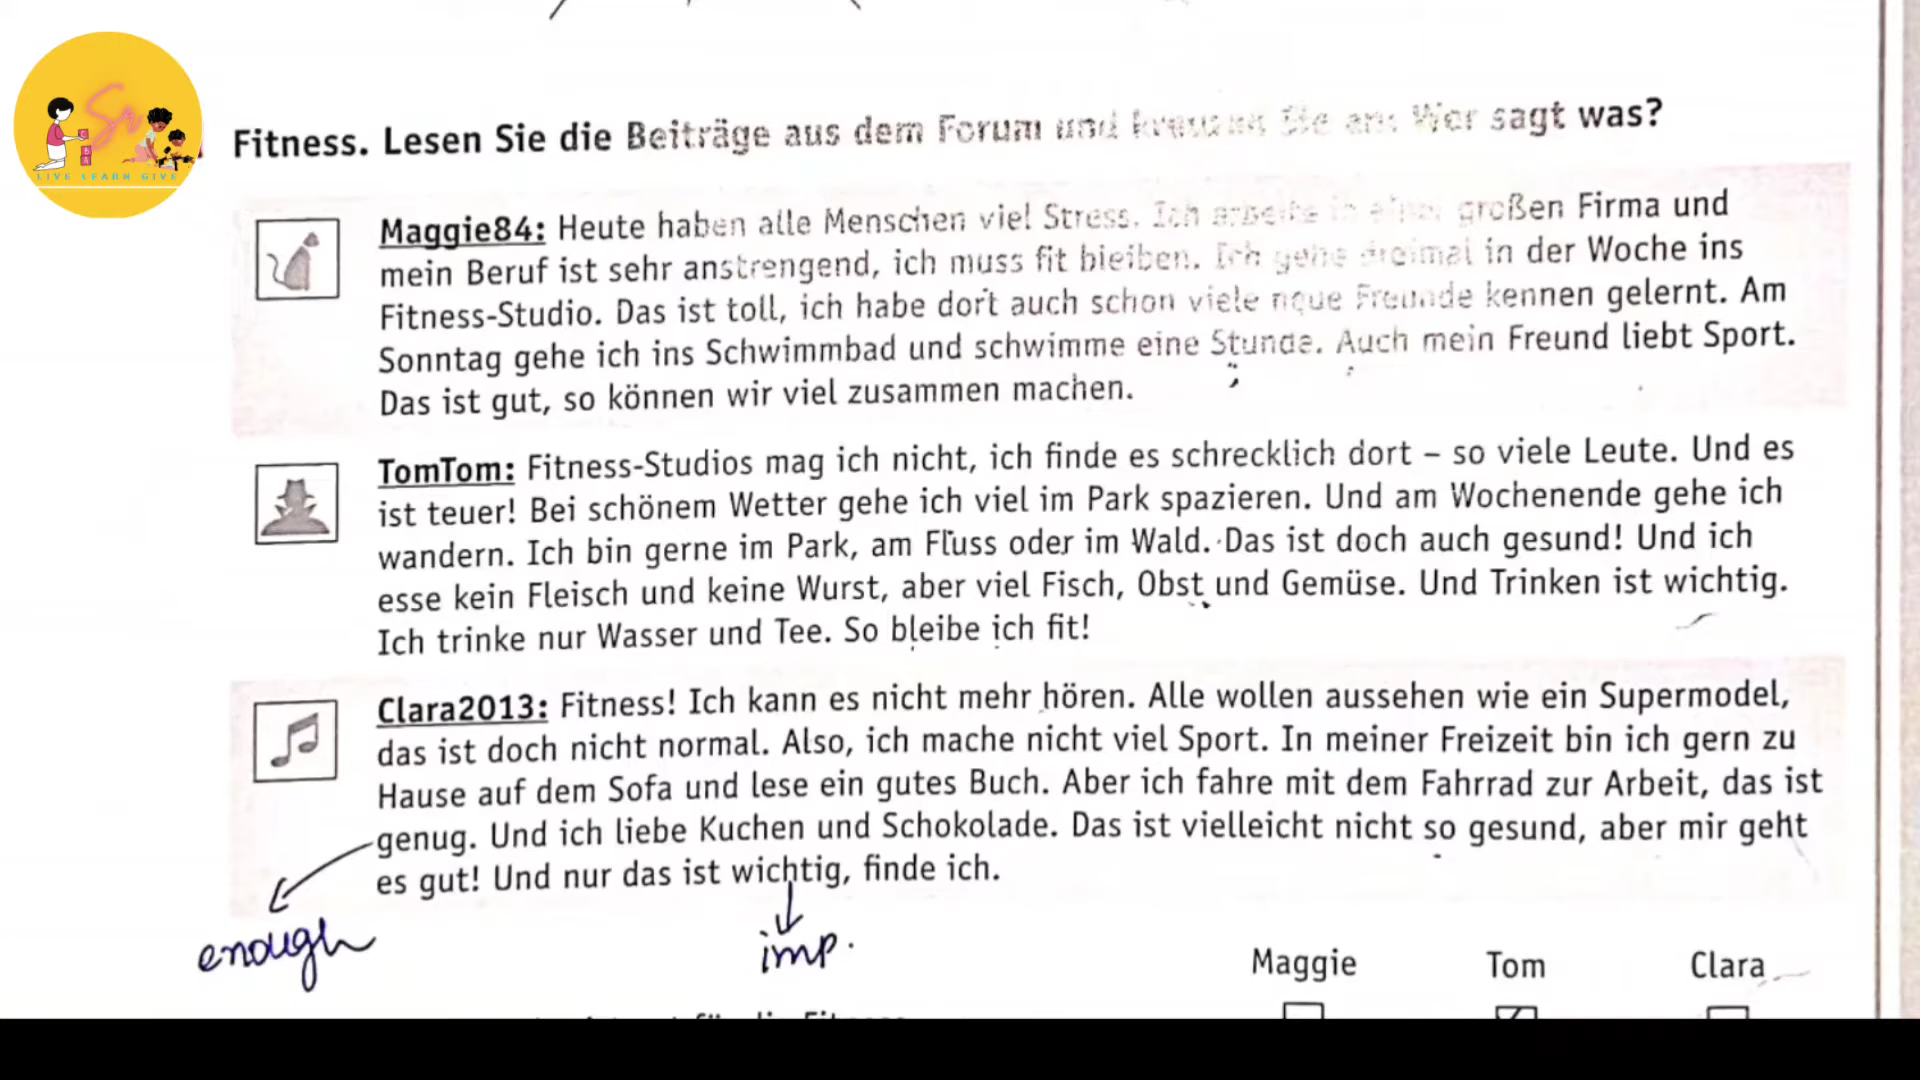 Sr
LIVE LEARN GIVE
Fitness. Lesen Sie die Beiträge aus dem Forum und kreuzen Sie an: Wer sagt was?
Maggie84: Heute haben alle Menschen viel Stress. Ich arbeite in einer großen Firma und
mein Beruf ist sehr anstrengend, ich muss fit bleiben. Ich gehe dreimal in der Woche ins
Fitness-Studio. Das ist toll, ich habe dort auch schon viele neue Freunde kennen gelernt. Am
Sonntag gehe ich ins Schwimmbad und schwimme eine Stunde. Auch mein Freund liebt Sport.
Das ist gut, so können wir viel zusammen machen.
TomTom: Fitness-Studios mag ich nicht, ich finde es schrecklich dort – so viele Leute. Und es
ist teuer! Bei schönem Wetter gehe ich viel im Park spazieren. Und am Wochenende gehe ich
wandern. Ich bin gerne im Park, am Fluss oder im Wald. Das ist doch auch gesund! Und ich
esse kein Fleisch und keine Wurst, aber viel Fisch, Obst und Gemüse. Und Trinken ist wichtig.
Ich trinke nur Wasser und Tee. So bleibe ich fit!
Clara2013: Fitness! Ich kann es nicht mehr hören. Alle wollen aussehen wie ein Supermodel,
das ist doch nicht normal. Also, ich mache nicht viel Sport. In meiner Freizeit bin ich gern zu
Hause auf dem Sofa und lese ein gutes Buch. Aber ich fahre mit dem Fahrrad zur Arbeit, das ist
genug. Und ich liebe Kuchen und Schokolade. Das ist vielleicht nicht so gesund, aber mir geht
es gut! Und nur das ist wichtig, finde ich.
enough
imp.
Maggie Tom Clara